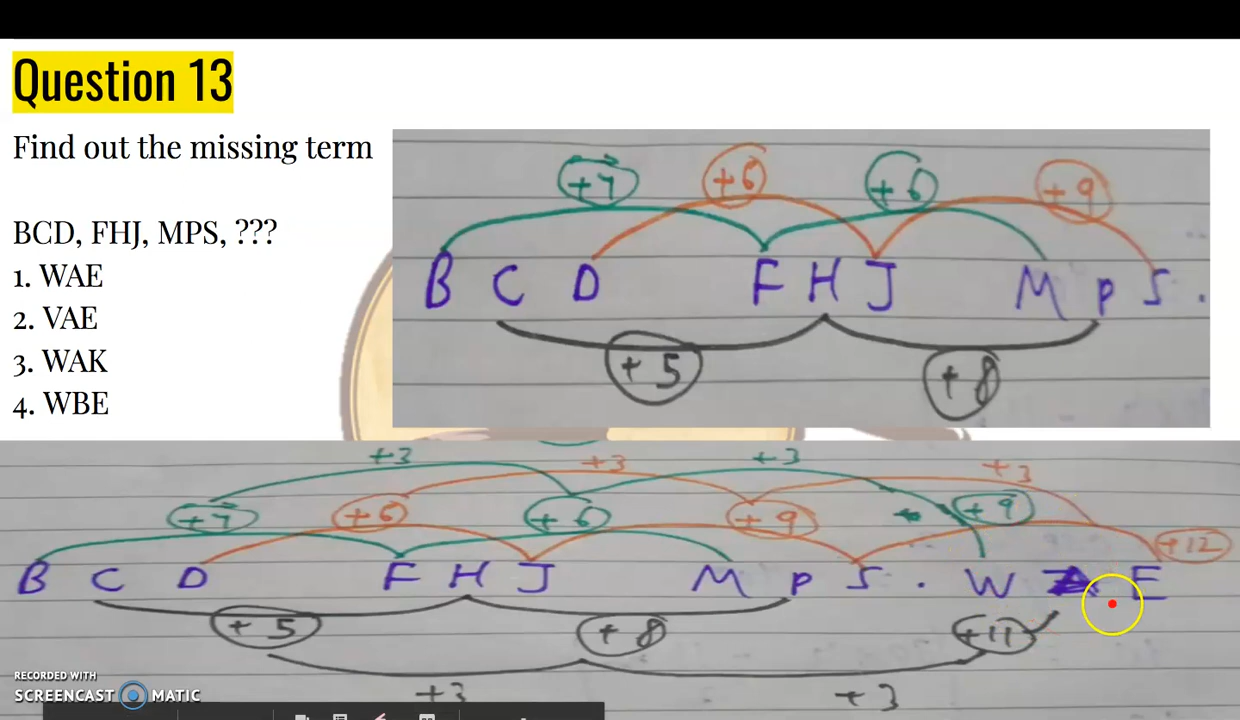 Question 13
Find out the missing term
BCD, FHJ, MPS, ???
1. WAE
2. VAE
3. WAK
4. WBE
+7 +6 +6 +9
B C D F H J M P S .
+5 +8
+3 +3 +3 +3
+7 +6 +6 +9 +9 +12
B C D F H J M P S . W A E
+5 +8 +11
+3 +3
RECORDED WITH
SCREENCAST MATIC